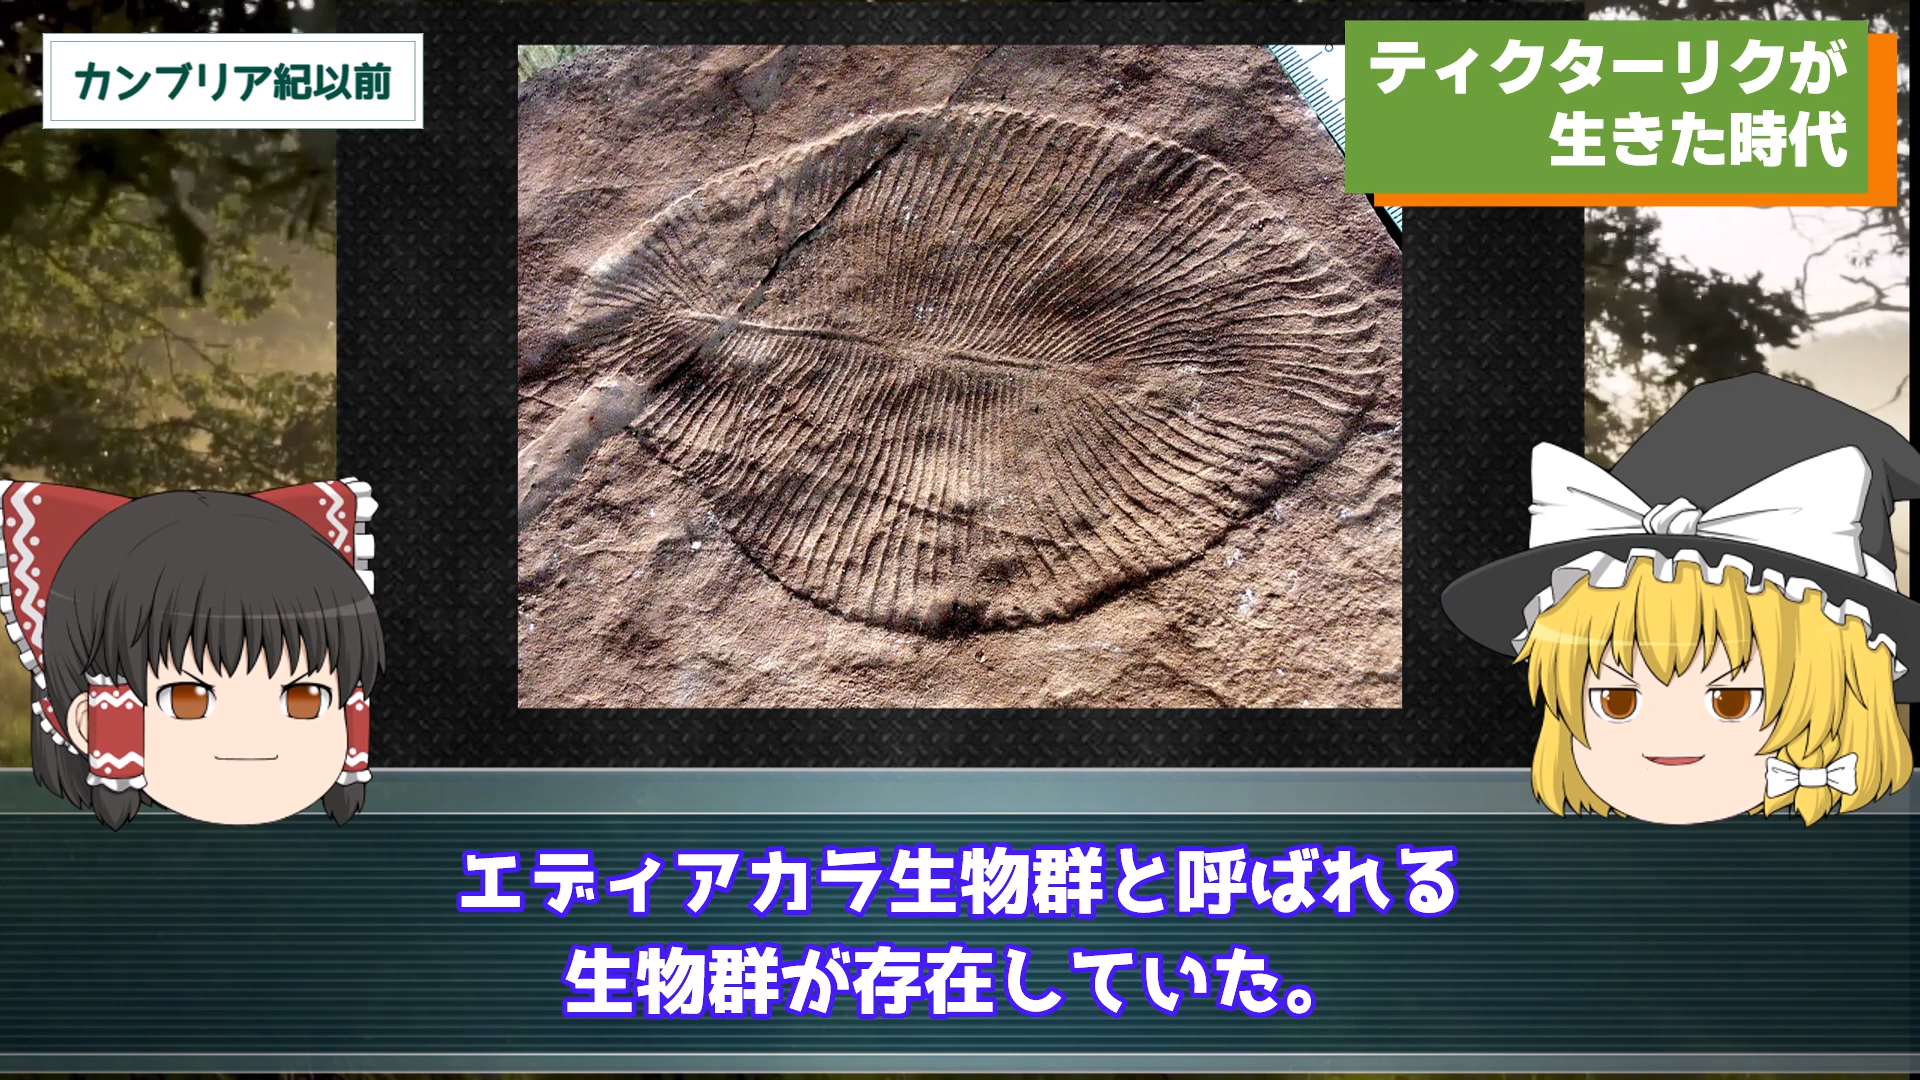 カンブリア紀以前
ティクターリクが
生きた時代
エディアカラ生物群と呼ばれる
生物群が存在していた。